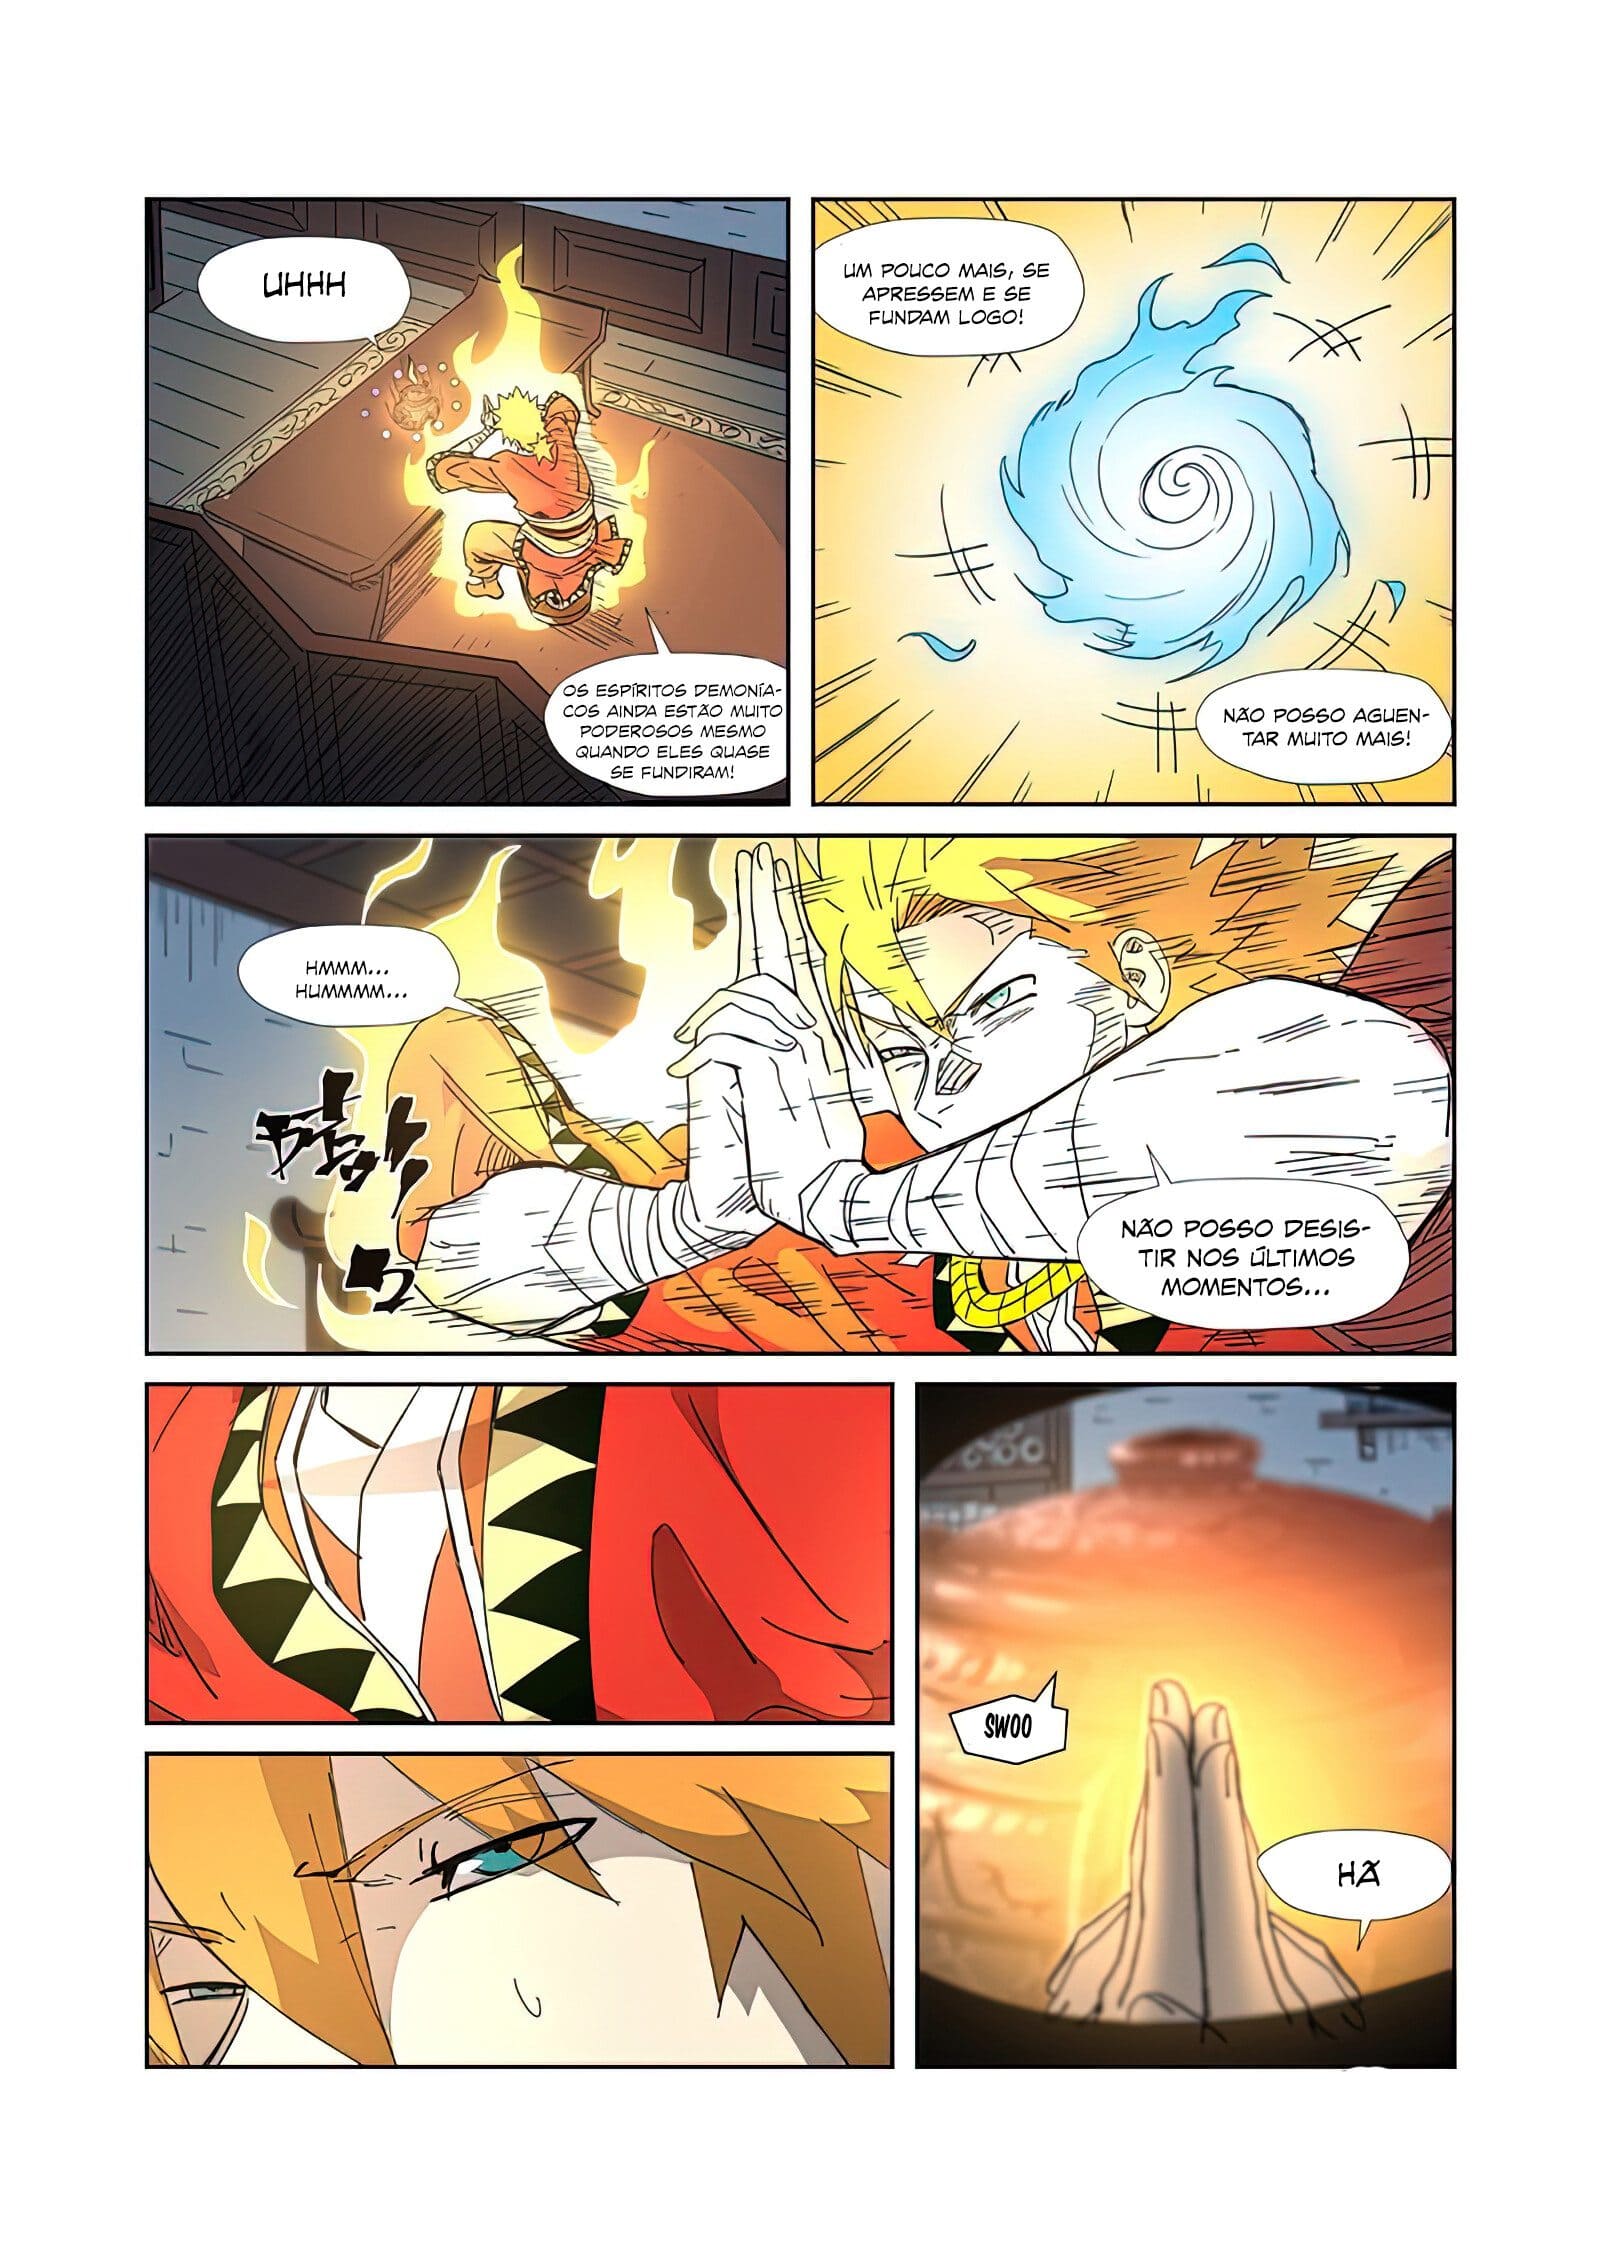 UHHH
OS ESPÍRITOS DEMONÍA-
COS AINDA ESTÃO MUITO
PODEROSOS MESMO
QUANDO ELES QUASE
SE FUNDIRAM!
UM POUCO MAIS, SE
APRESSEM E SE
FUNDAM LOGO!
NÃO POSSO AGUEN-
TAR MUITO MAIS!
HMMM...
HUMMMM...
NÃO POSSO DESIS-
TIR NOS ÚLTIMOS
MOMENTOS...
SWOO
HÃ